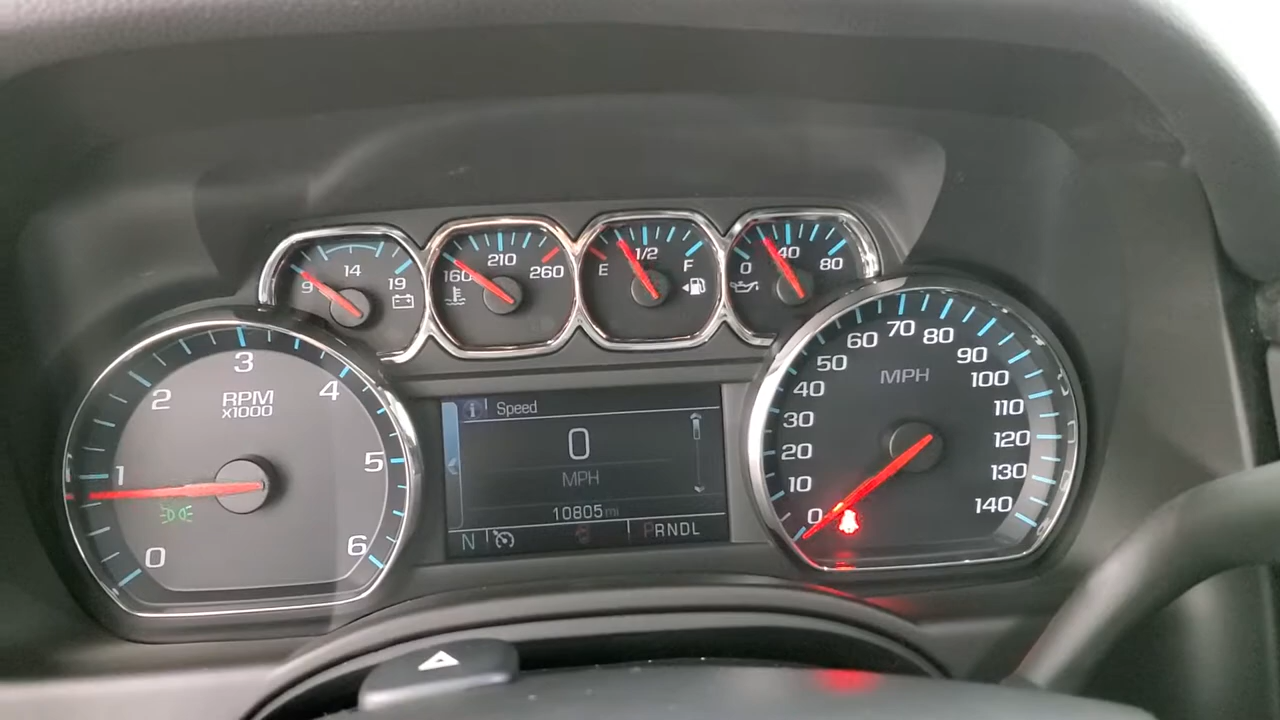 9 14 19
160 210 260
E 1/2 F
0 40 80
0 1 2 3 4 5 6
RPM
x1000
i Speed
0
MPH
10805 mi
N PRNDL
0 10 20 30 40 50 60 70 80 90 100 110 120 130 140
MPH